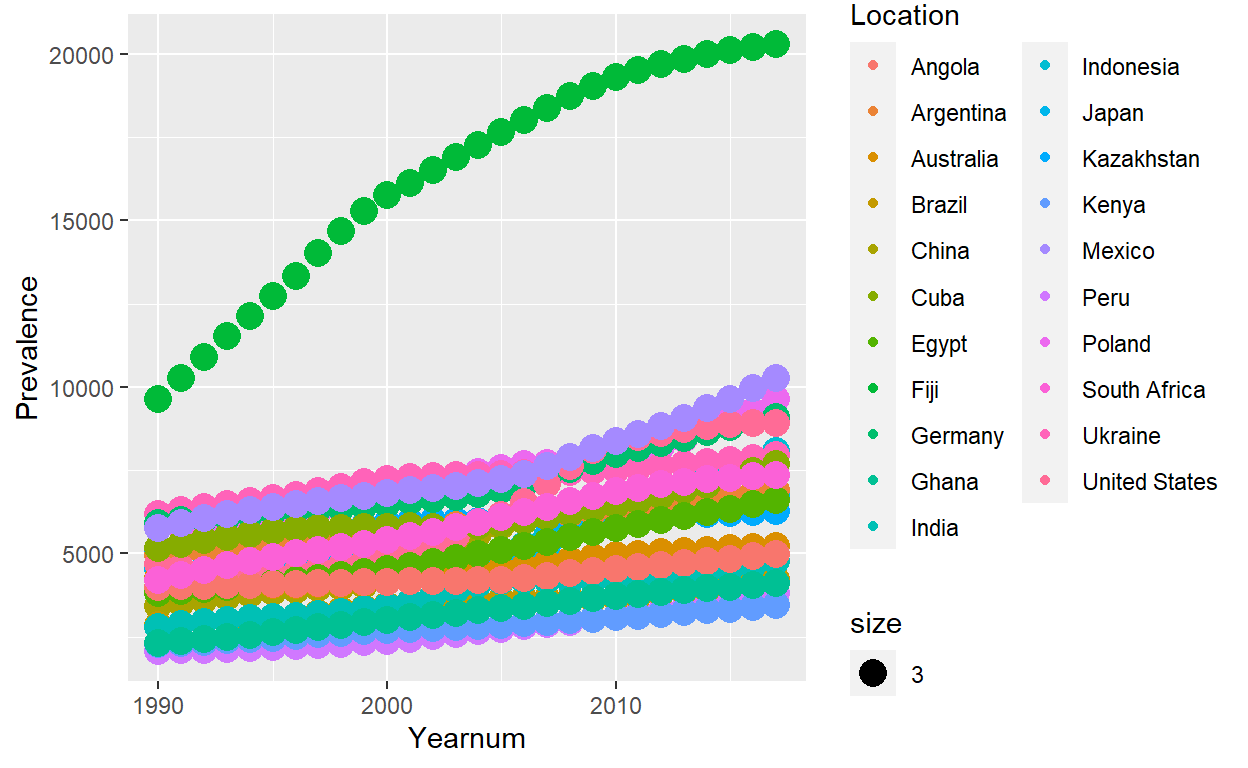 20000
15000
10000
5000
Prevalence
1990
2000
2010
Yearnum
Location
Angola
Argentina
Australia
Brazil
China
Cuba
Egypt
Fiji
Germany
Ghana
India
Indonesia
Japan
Kazakhstan
Kenya
Mexico
Peru
Poland
South Africa
Ukraine
United States
size
3